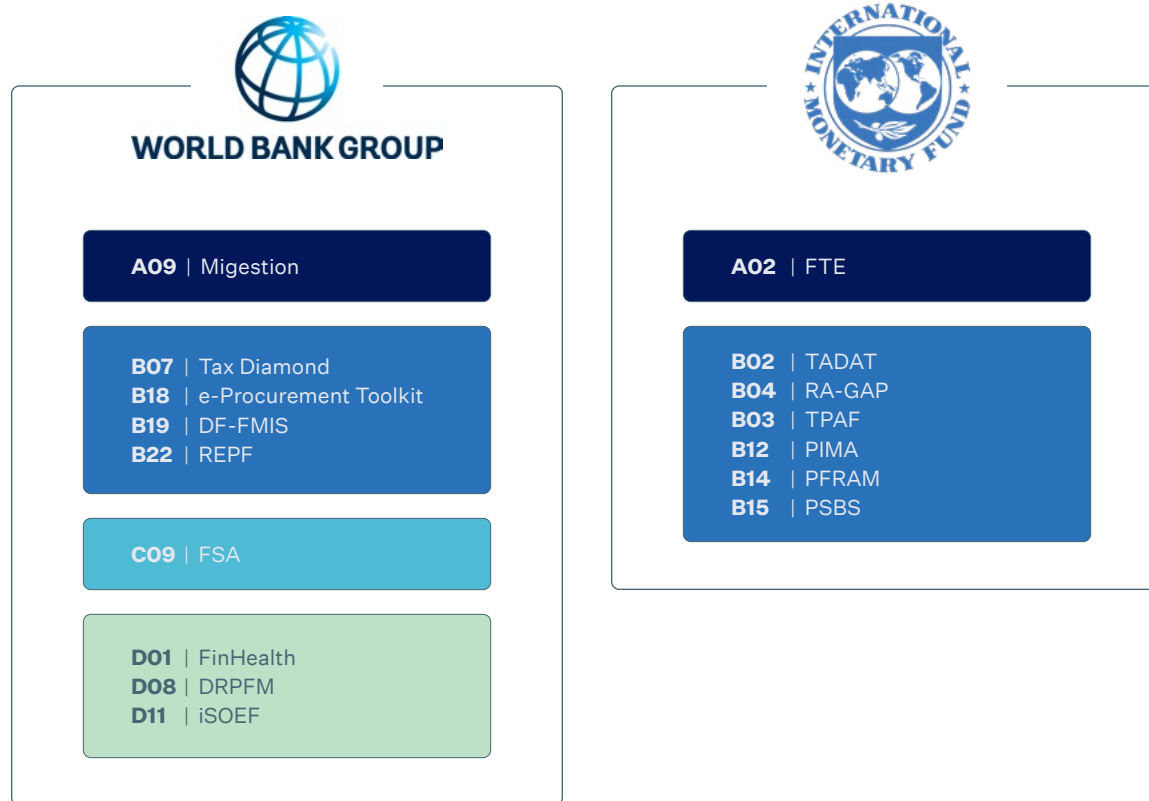 WORLD BANK GROUP
A09 | Migestion
B07 | Tax Diamond
B18 | e-Procurement Toolkit
B19 | DF-FMIS
B22 | REPF
C09 | FSA
D01 | FinHealth
D08 | DRPFM
D11 | iSOEF
INTERNATIONAL MONETARY FUND
A02 | FTE
B02 | TADAT
B04 | RA-GAP
B03 | TPAF
B12 | PIMA
B14 | PFRAM
B15 | PSBS